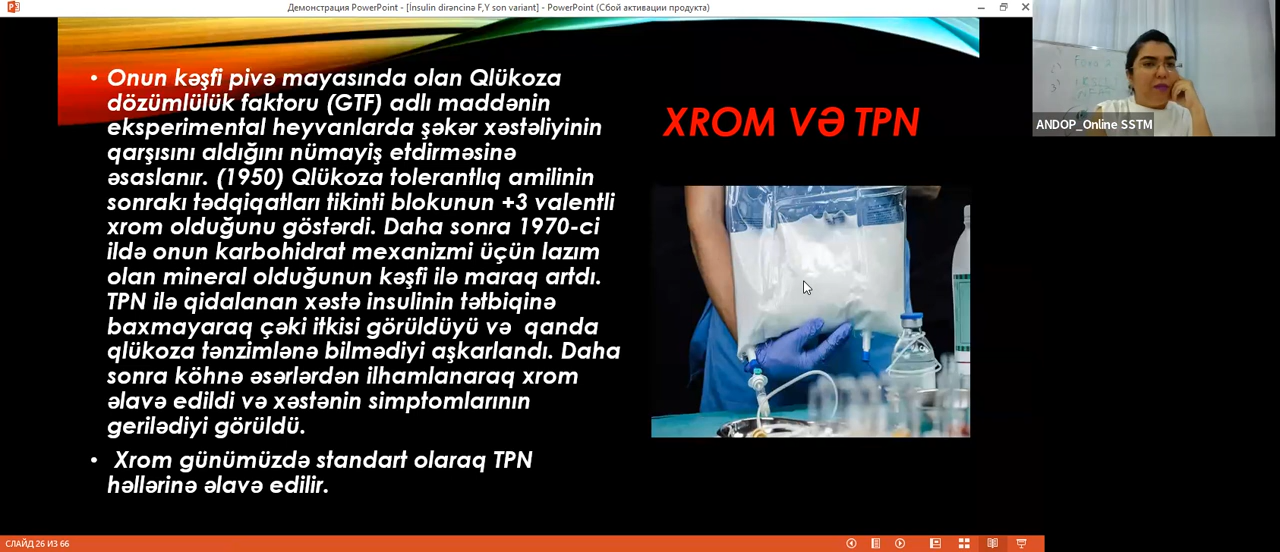 Демонстрация PowerPoint - [İnsulin dirəncinə F,Y son variant] - PowerPoint (Сбой активации продукта)
• Onun kəşfi pivə mayasında olan Qlükoza
dözümlülük faktoru (GTF) adlı maddənin
eksperimental heyvanlarda şəkər xəstəliyinin
qarşısını aldığını nümayiş etdirməsinə
əsaslanır. (1950) Qlükoza tolerantlıq amilinin
sonrakı tədqiqatları tikinti blokunun +3 valentli
xrom olduğunu göstərdi. Daha sonra 1970-ci
ildə onun karbohidrat mexanizmi üçün lazım
olan mineral olduğunun kəşfi ilə maraq artdı.
TPN ilə qidalanan xəstə insulinin tətbiqinə
baxmayaraq çəki itkisi görüldüyü və qanda
qlükoza tənzimlənə bilmədiyi aşkarlandı. Daha
sonra köhnə əsərlərdən ilhamlanaraq xrom
əlavə edildi və xəstənin simptomlarının
gerilədiyi görüldü.
• Xrom günümüzdə standart olaraq TPN
həllərinə əlavə edilir.
XROM VƏ TPN
ANDOP_Online SSTM
СЛАЙД 26 ИЗ 66